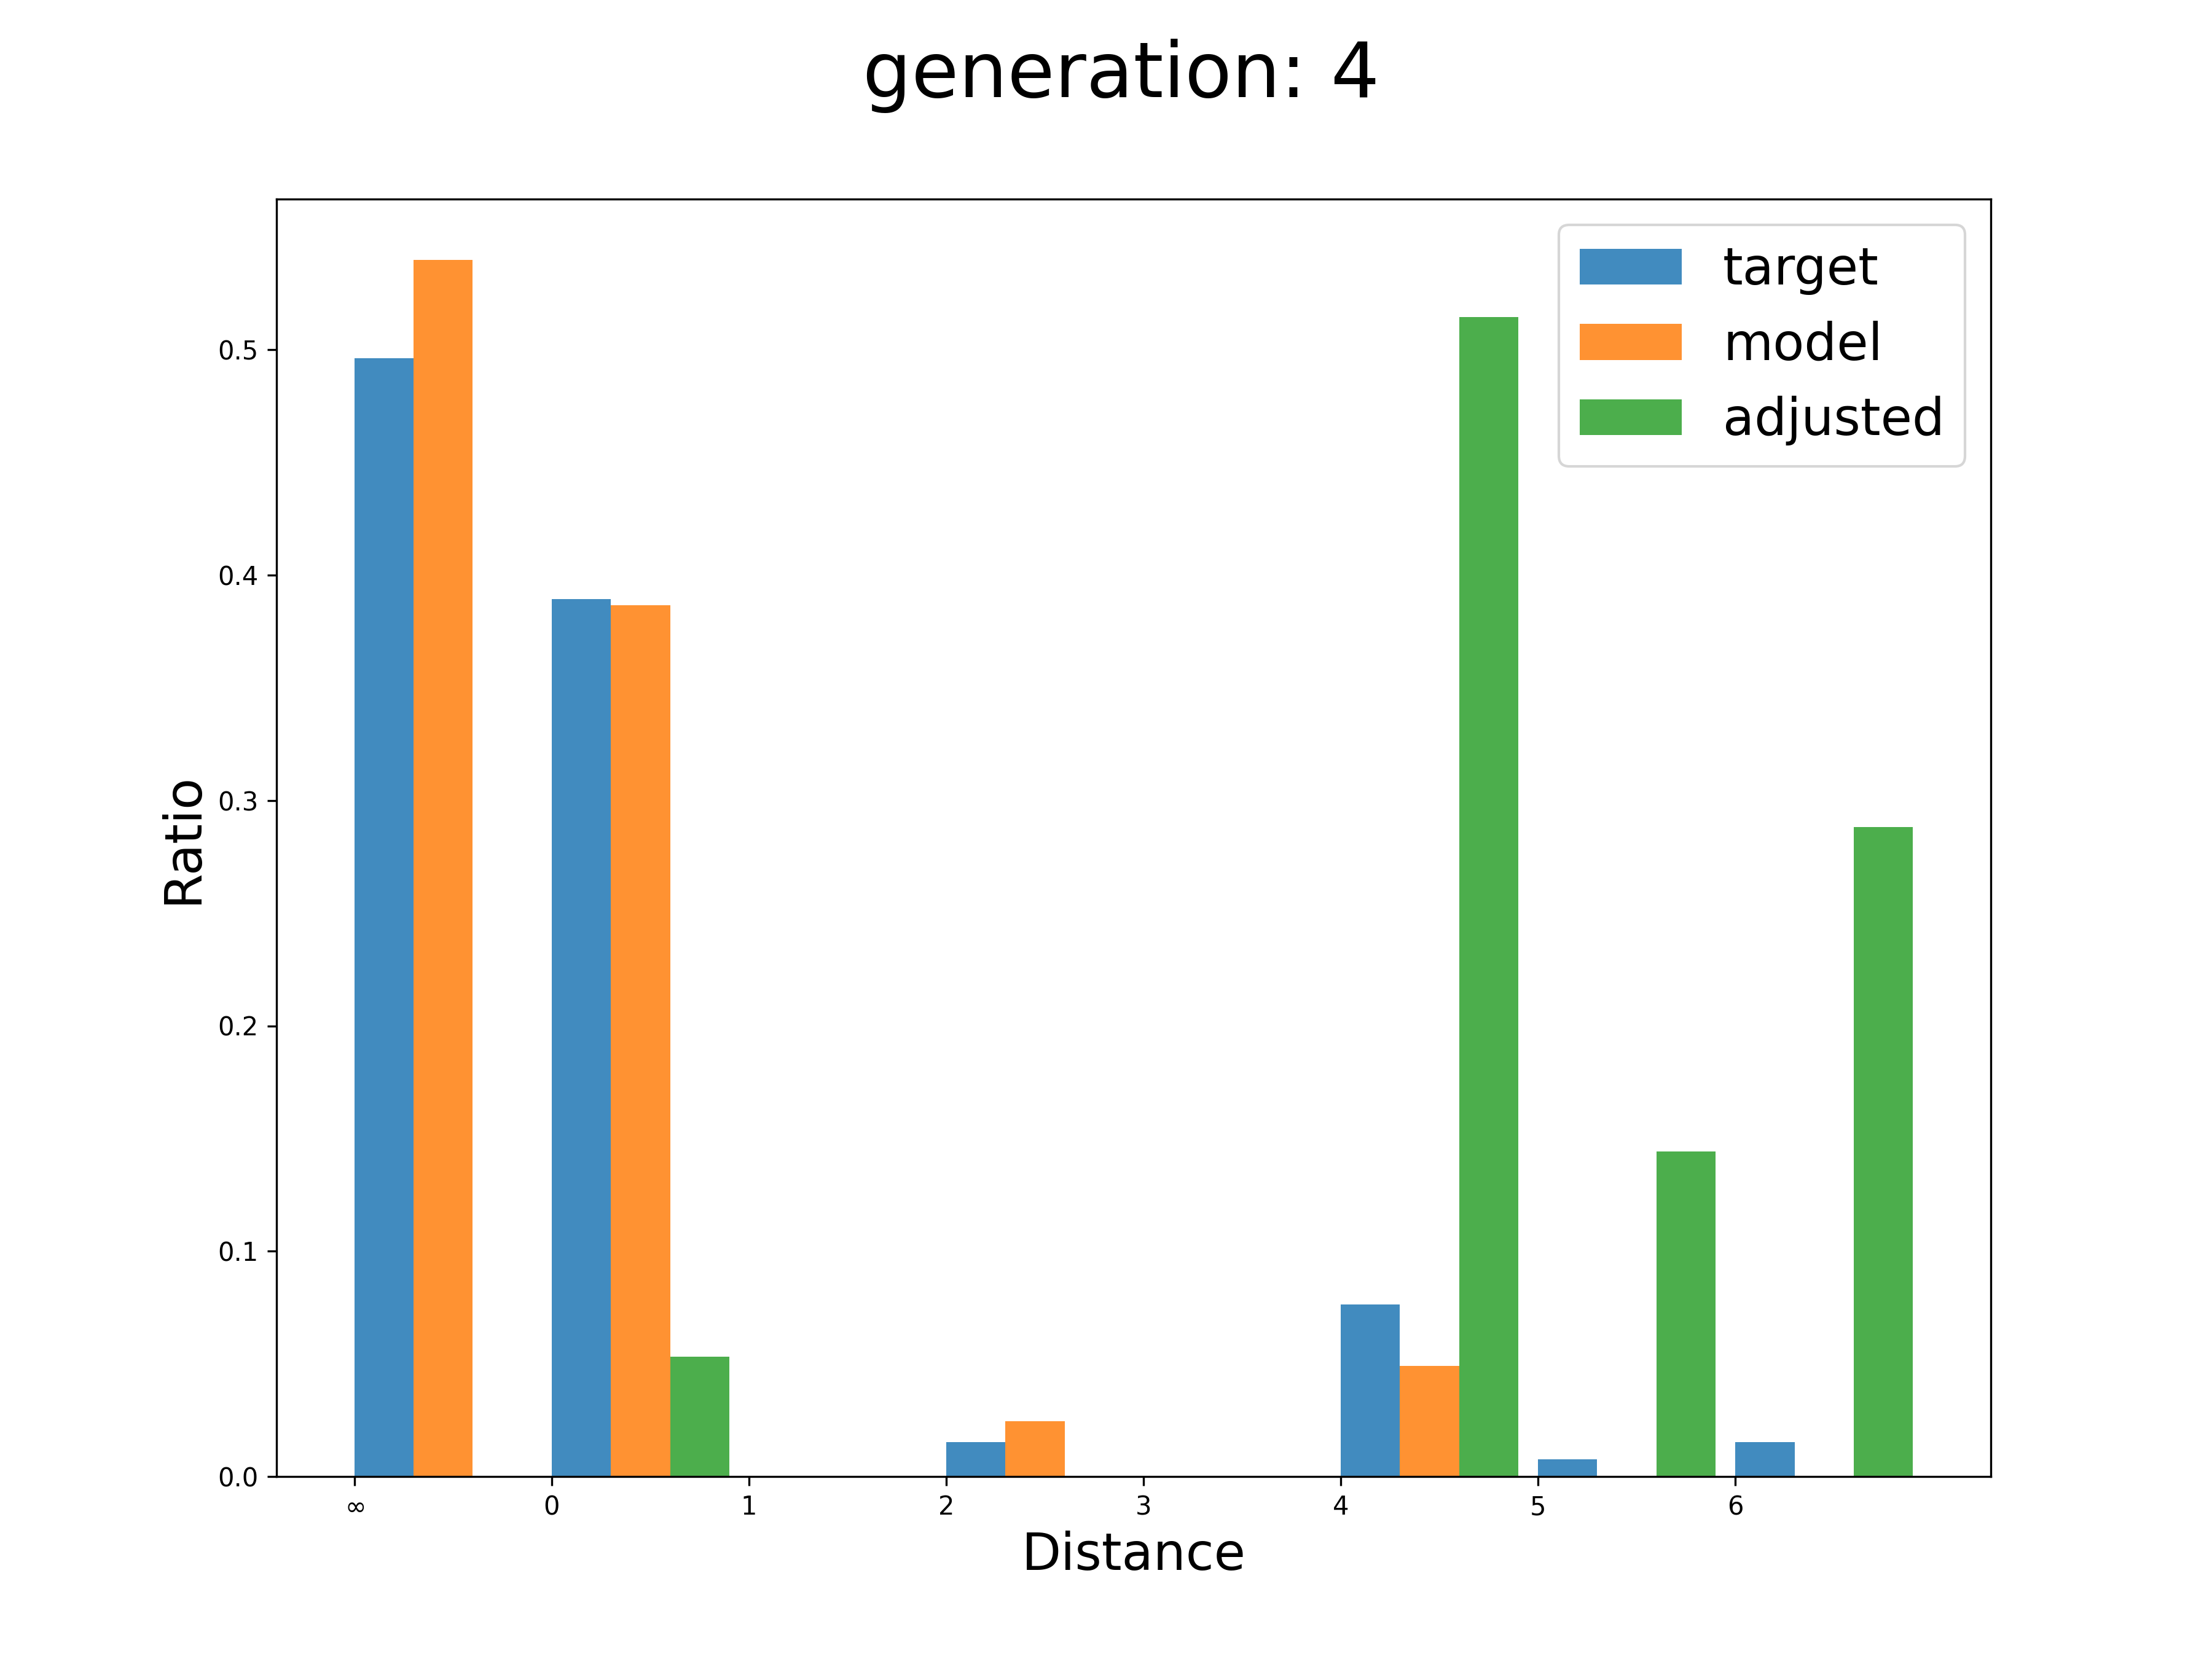 generation: 4
target
model
adjusted
Ratio
0.5
0.4
0.3
0.2
0.1
0.0
∞ 0 1 2 3 4 5 6
Distance